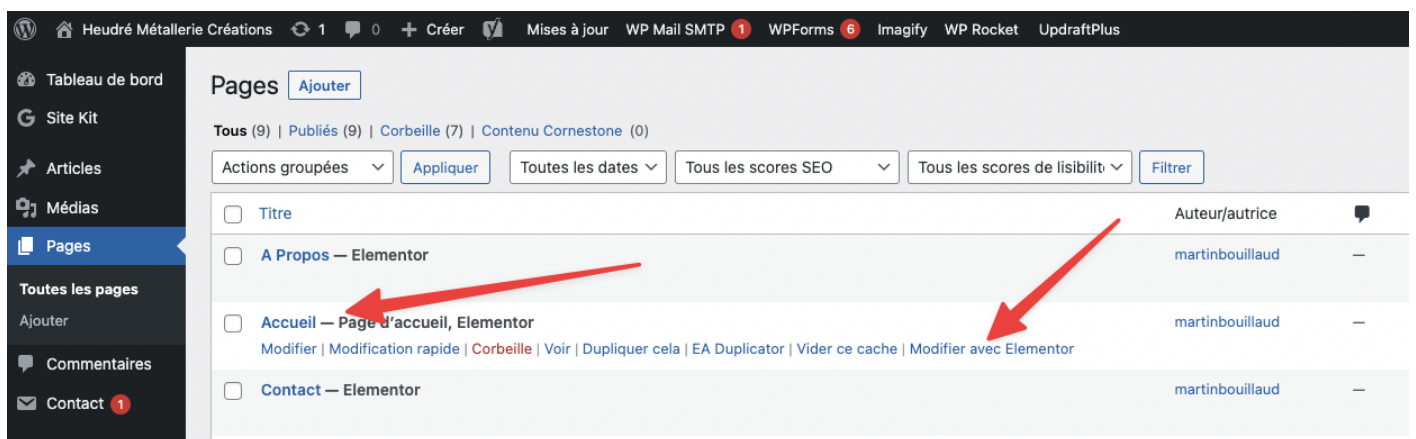 Heudré Métallerie Créations 1 0 + Créer Mises à jour WP Mail SMTP 1 WPForms 6 Imagify WP Rocket UpdraftPlus
Tableau de bord
Site Kit
Articles
Médias
Pages
Toutes les pages
Ajouter
Commentaires
Contact 1
Pages Ajouter
Tous (9) | Publiés (9) | Corbeille (7) | Contenu Cornestone (0)
Actions groupées Appliquer Toutes les dates Tous les scores SEO Tous les scores de lisibilit Filtrer
Titre Auteur/autrice
A Propos — Elementor martinbouillaud —
Accueil — Page d'accueil, Elementor martinbouillaud —
Modifier | Modification rapide | Corbeille | Voir | Dupliquer cela | EA Duplicator | Vider ce cache | Modifier avec Elementor
Contact — Elementor martinbouillaud —